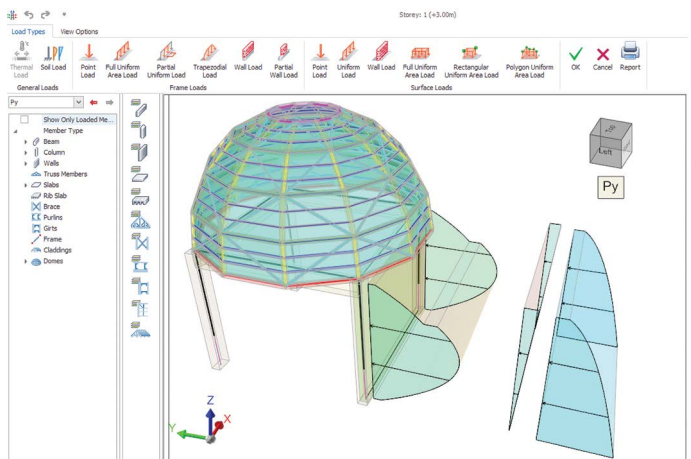 Storey: 1 (+3.00m)
Load Types View Options
Thermal Load
Soil Load
Point Load
Full Uniform Area Load
Partial Uniform Load
Trapezodial Load
Wall Load
Partial Wall Load
Point Load
Uniform Load
Wall Load
Full Uniform Area Load
Rectangular Uniform Area Load
Polygon Uniform Area Load
OK
Cancel
Report
General Loads
Frame Loads
Surface Loads
Py
Show Only Loaded Me...
Member Type
Beam
Column
Walls
Truss Members
Slabs
Rib Slab
Brace
Purlins
Girts
Frame
Claddings
Domes
Left
Py
Z
X
Y